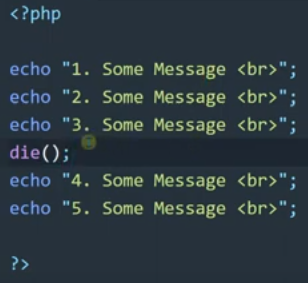 <?php
echo "1. Some Message <br>";
echo "2. Some Message <br>";
echo "3. Some Message <br>";
die();
echo "4. Some Message <br>";
echo "5. Some Message <br>";
?>